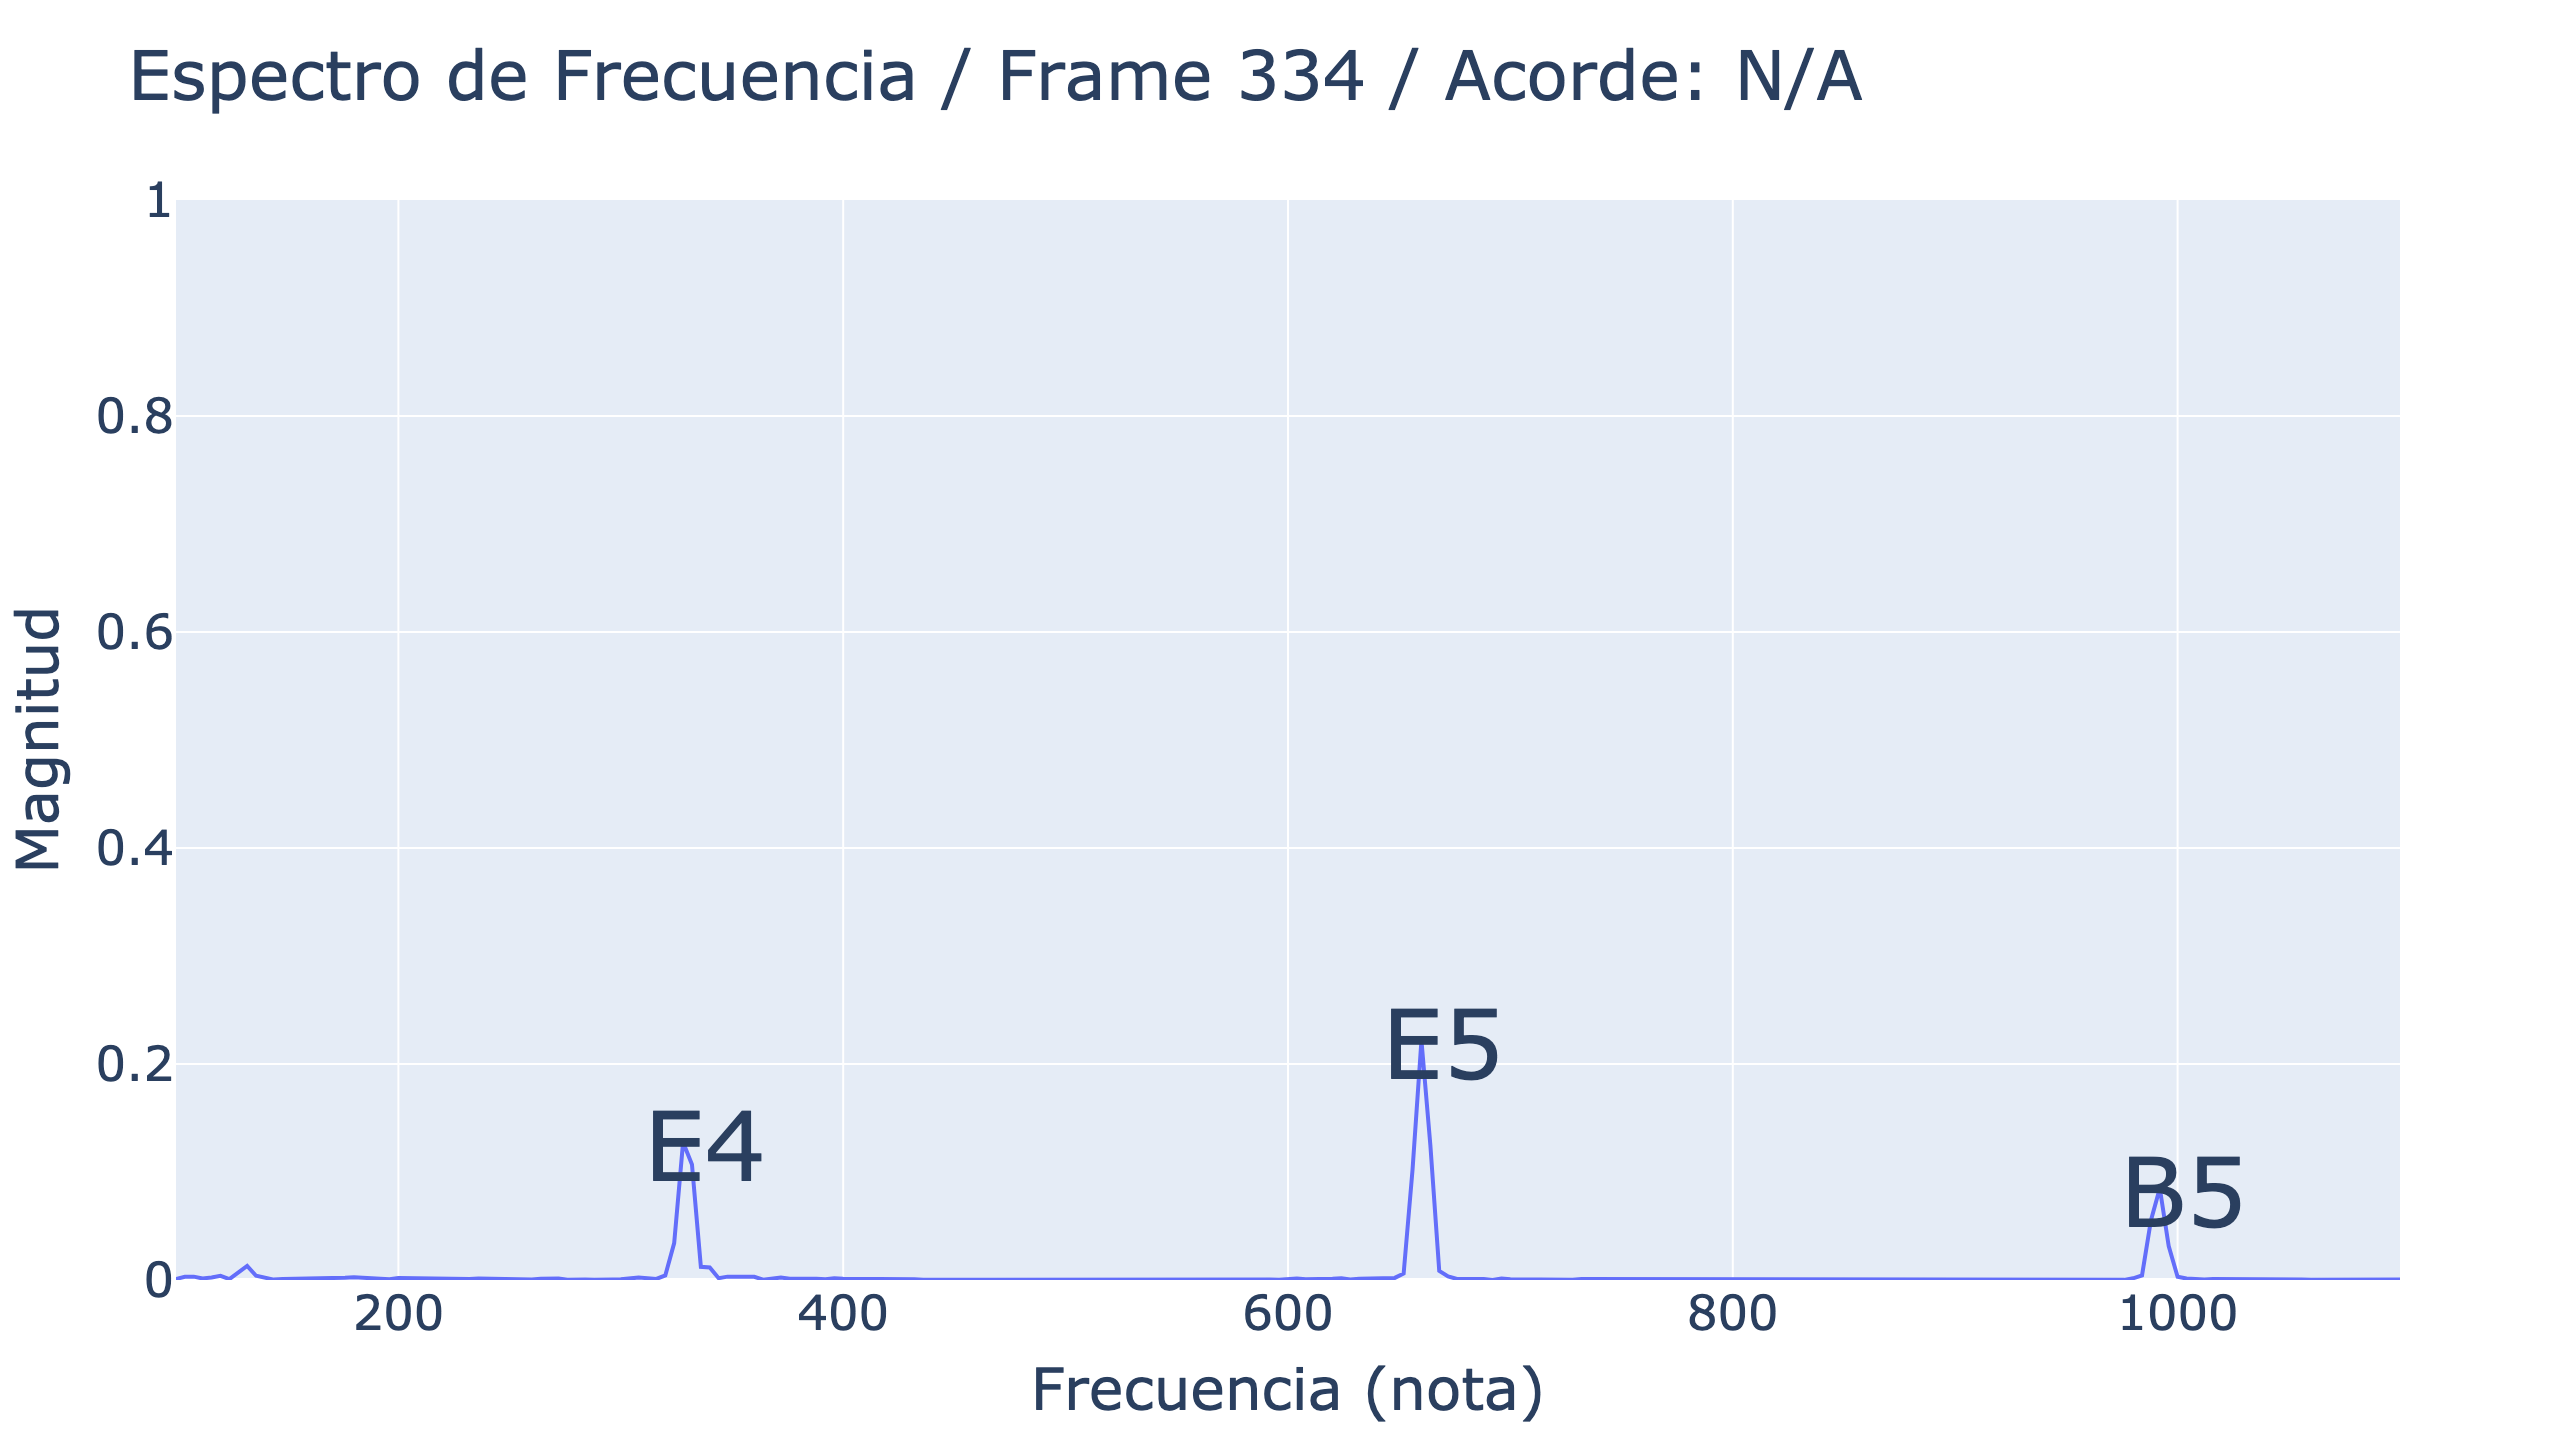 Espectro de Frecuencia / Frame 334 / Acorde: N/A
1
0.8
0.6
0.4
0.2
0
Magnitud
E4
E5
B5
200 400 600 800 1000
Frecuencia (nota)